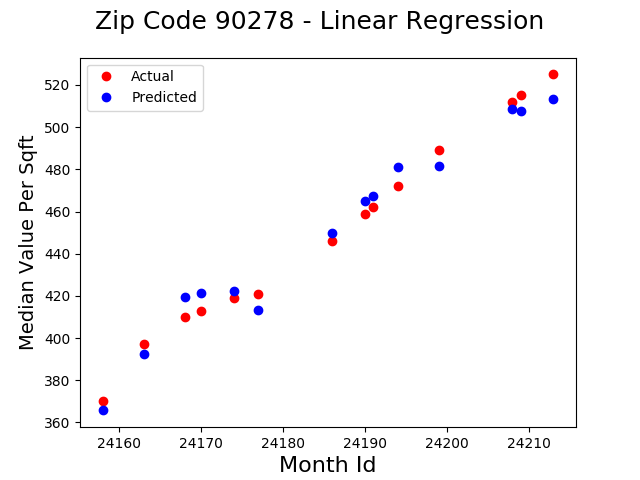 Zip Code 90278 - Linear Regression
Actual
Predicted
Median Value Per Sqft
520
500
480
460
440
420
400
380
360
24160 24170 24180 24190 24200 24210
Month Id